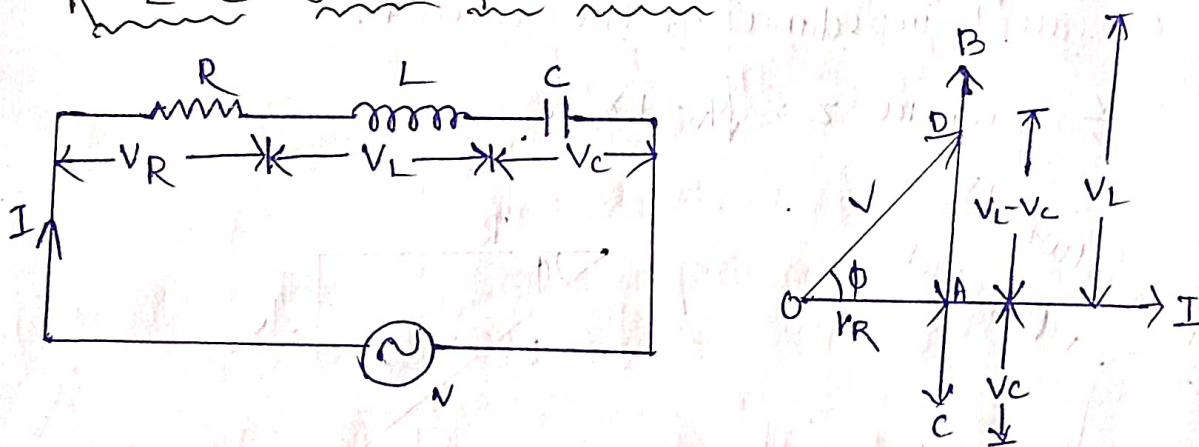 R L C
V_R V_L V_C
I
N
B
D
V V_L-V_C V_L
φ
O A I
V_R
V_C
C